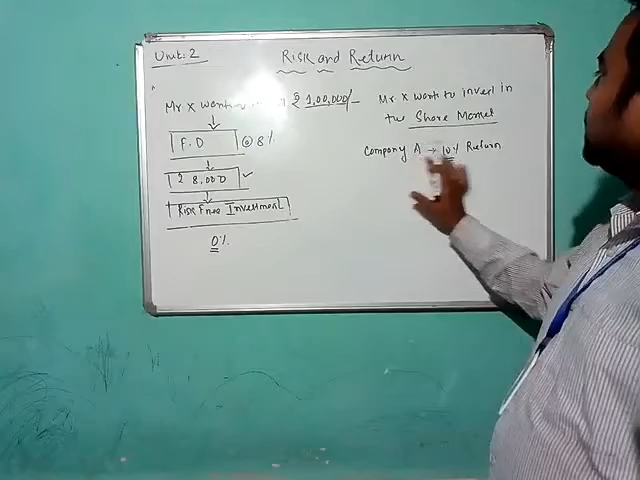 Unit: 2
Risk and Return
Mr X want ₹ 1,00,000/-
F.D @ 8%
₹ 8,000 ✓
Risk Free Investment
0%
Mr X want to invest in
the Share Market
Company A → 10% Return